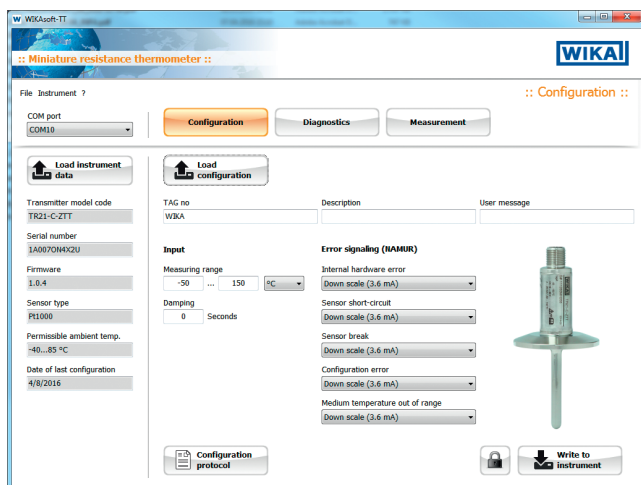 WIKAsoft-TT
:: Miniature resistance thermometer ::
WIKA
File Instrument ?
:: Configuration ::
COM port
COM10
Configuration
Diagnostics
Measurement
Load instrument
data
Load
configuration
Transmitter model code
TR21-C-ZTT
TAG no
Description
User message
WIKA
Serial number
1A007ON4X2U
Input
Error signaling (NAMUR)
Firmware
1.0.4
Measuring range
-50 ... 150 °C
Internal hardware error
Down scale (3.6 mA)
Sensor type
Pt1000
Damping
0 Seconds
Sensor short-circuit
Down scale (3.6 mA)
Permissible ambient temp.
-40...85 °C
Sensor break
Down scale (3.6 mA)
Date of last configuration
4/8/2016
Configuration error
Down scale (3.6 mA)
Medium temperature out of range
Down scale (3.6 mA)
Configuration
protocol
Write to
instrument